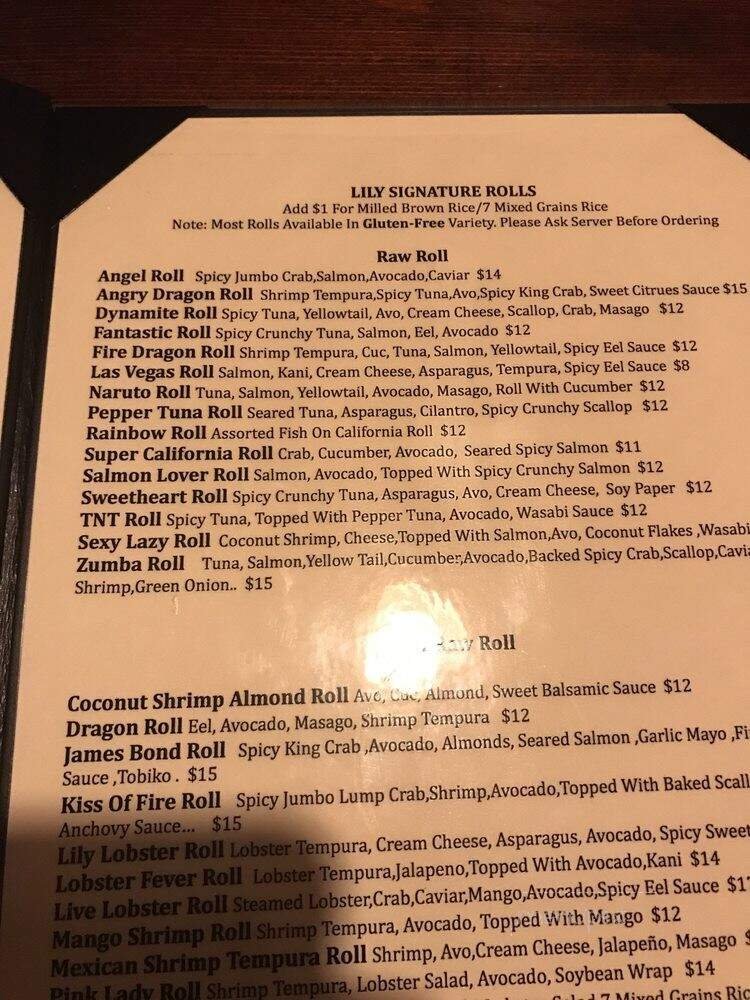 LILY SIGNATURE ROLLS
Add $1 For Milled Brown Rice/7 Mixed Grains Rice
Note: Most Rolls Available In Gluten-Free Variety. Please Ask Server Before Ordering
Raw Roll
Angel Roll Spicy Jumbo Crab,Salmon,Avocado,Caviar $14
Angry Dragon Roll Shrimp Tempura,Spicy Tuna,Avo,Spicy King Crab, Sweet Citrues Sauce $15
Dynamite Roll Spicy Tuna, Yellowtail, Avo, Cream Cheese, Scallop, Crab, Masago $12
Fantastic Roll Spicy Crunchy Tuna, Salmon, Eel, Avocado $12
Fire Dragon Roll Shrimp Tempura, Cuc, Tuna, Salmon, Yellowtail, Spicy Eel Sauce $12
Las Vegas Roll Salmon, Kani, Cream Cheese, Asparagus, Tempura, Spicy Eel Sauce $8
Naruto Roll Tuna, Salmon, Yellowtail, Avocado, Masago, Roll With Cucumber $12
Pepper Tuna Roll Seared Tuna, Asparagus, Cilantro, Spicy Crunchy Scallop $12
Rainbow Roll Assorted Fish On California Roll $12
Super California Roll Crab, Cucumber, Avocado, Seared Spicy Salmon $11
Salmon Lover Roll Salmon, Avocado, Topped With Spicy Crunchy Salmon $12
Sweetheart Roll Spicy Crunchy Tuna, Asparagus, Avo, Cream Cheese, Soy Paper $12
TNT Roll Spicy Tuna, Topped With Pepper Tuna, Avocado, Wasabi Sauce $12
Sexy Lazy Roll Coconut Shrimp, Cheese,Topped With Salmon,Avo, Coconut Flakes ,Wasabi
Zumba Roll Tuna, Salmon,Yellow Tail,Cucumber,Avocado,Backed Spicy Crab,Scallop,Cavi
Shrimp,Green Onion.. $15
Raw Roll
Coconut Shrimp Almond Roll Avo, Cuc, Almond, Sweet Balsamic Sauce $12
Dragon Roll Eel, Avocado, Masago, Shrimp Tempura $12
James Bond Roll Spicy King Crab ,Avocado, Almonds, Seared Salmon ,Garlic Mayo ,Fi
Sauce ,Tobiko . $15
Kiss Of Fire Roll Spicy Jumbo Lump Crab,Shrimp,Avocado,Topped With Baked Scall
Anchovy Sauce... $15
Lily Lobster Roll Lobster Tempura, Cream Cheese, Asparagus, Avocado, Spicy Sweet
Lobster Fever Roll Lobster Tempura,Jalapeno,Topped With Avocado,Kani $14
Live Lobster Roll Steamed Lobster,Crab,Caviar,Mango,Avocado,Spicy Eel Sauce $1
Mango Shrimp Roll Shrimp Tempura, Avocado, Topped With Mango $12
Mexican Shrimp Tempura Roll Shrimp, Avo,Cream Cheese, Jalapeño, Masago $
Pink Lady Roll Shrimp Tempura, Lobster Salad, Avocado, Soybean Wrap $14
7 Mixed Grains Ric